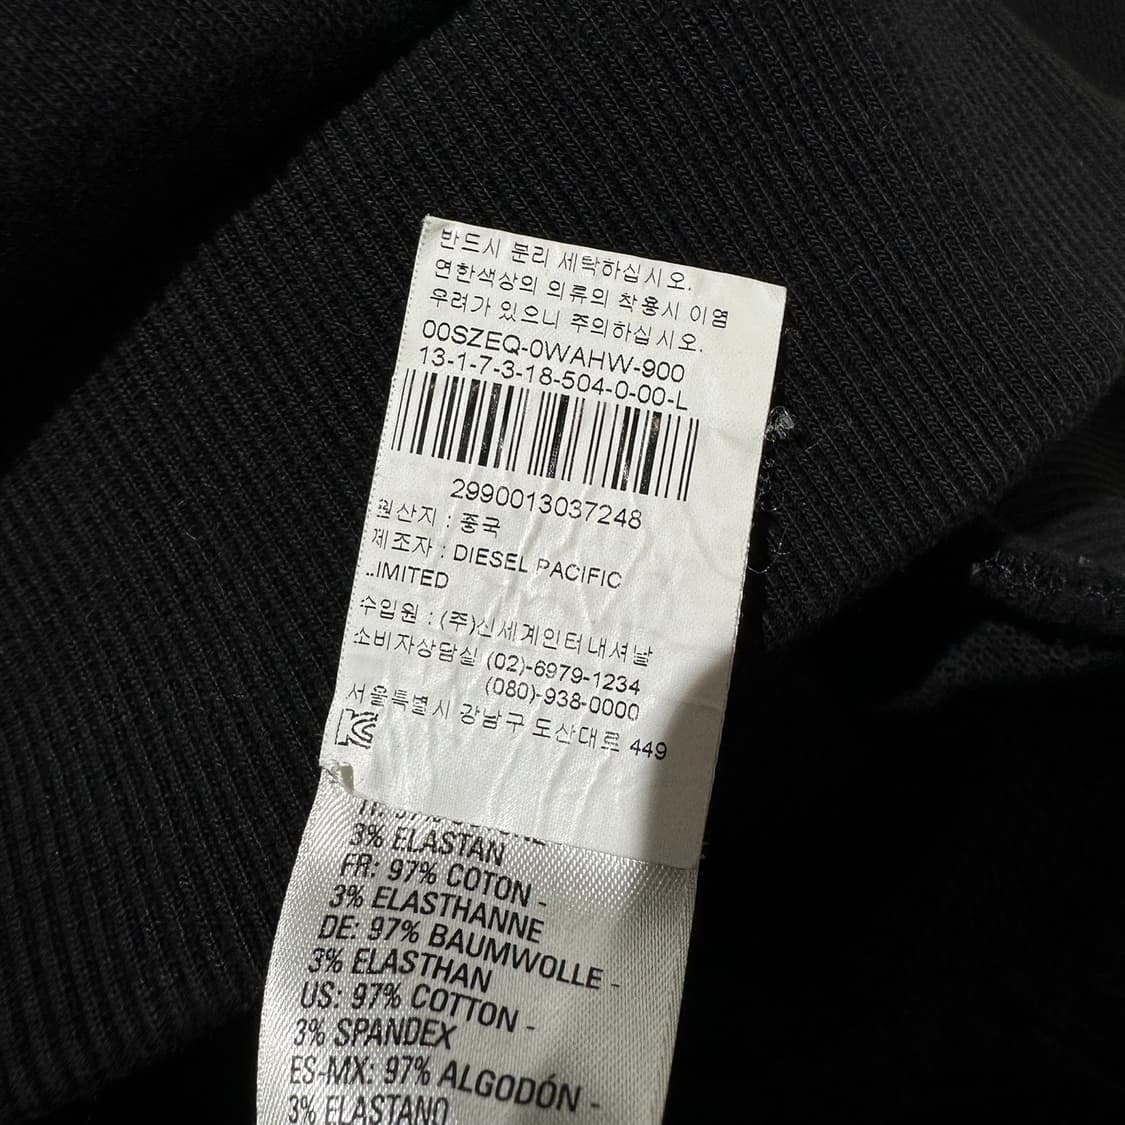 반드시 분리 세탁하십시오.
연한색상의 의류의 착용시 이염
우려가 있으니 주의하십시오.
00SZEQ-0WAHW-900
13-1-7-3-18-504-0-00-L
2990013037248
원산지 : 중국
제조자 : DIESEL PACIFIC
LIMITED
수입원 : (주)신세계인터내셔날
소비자상담실 (02)-6979-1234
(080)-938-0000
서울특별시 강남구 도산대로 449
3% ELASTAN
FR: 97% COTON -
3% ELASTHANNE
DE: 97% BAUMWOLLE -
3% ELASTHAN
US: 97% COTTON -
3% SPANDEX
ES-MX: 97% ALGODÓN -
3% ELASTANO